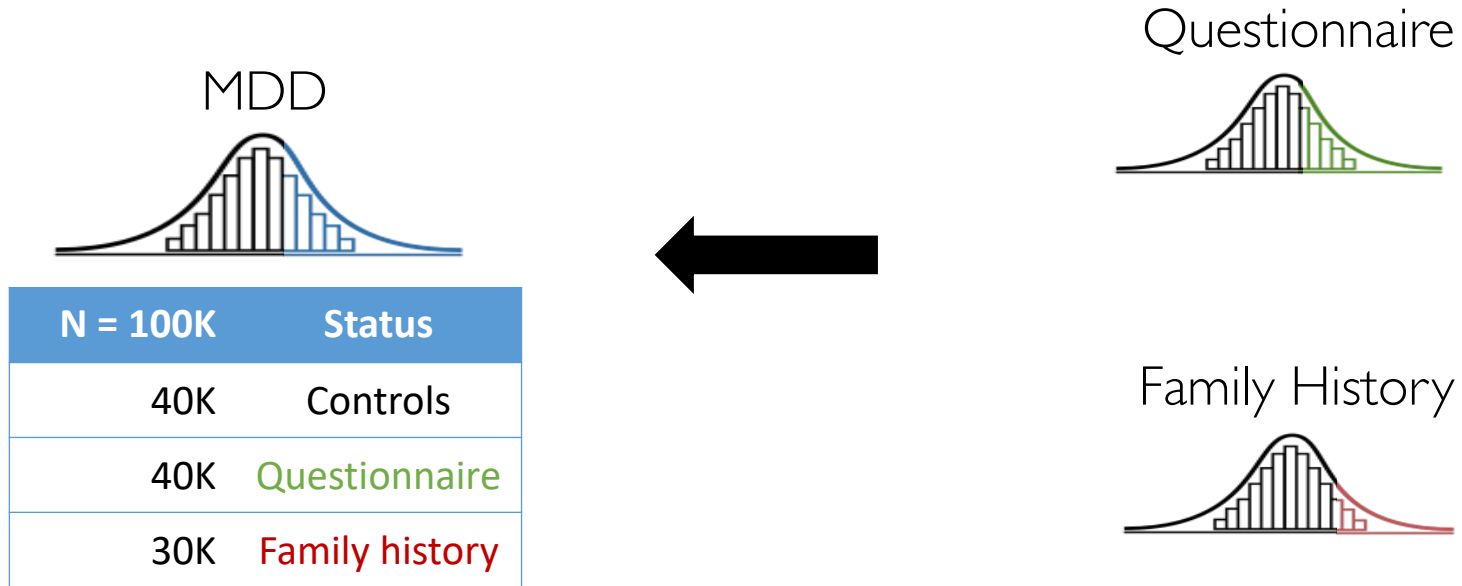 MDD
N = 100K Status
40K Controls
40K Questionnaire
30K Family history
Questionnaire
Family History